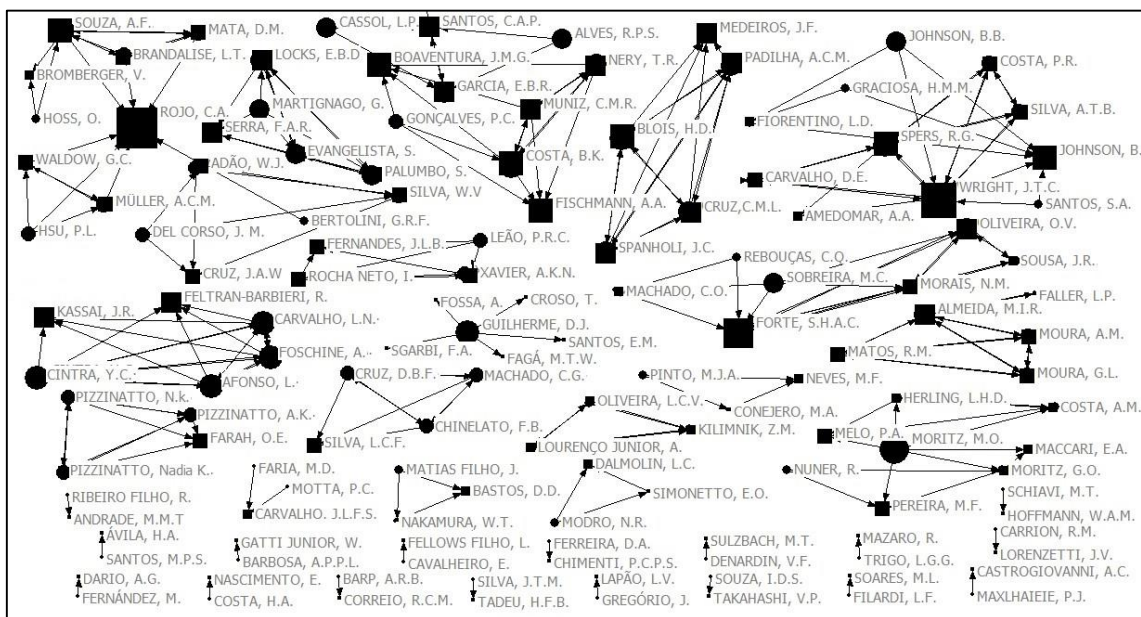 SOUZA, A.F.
MATA, D.M.
BRANDALISE, L.T.
BROMBERGER, V.
HOSS, O.
ROJO, C.A.
WALDOW, G.C.
MÜLLER, A.C.M.
HSU, P.L.
CASSOL, L.P.
SANTOS, C.A.P.
ALVES, R.P.S.
LOCKS, E.B.D
BOAVENTURA, J.M.G.
NERY, T.R.
GARCIA, E.B.R.
MARTIGNAGO, G.
MUNIZ, C.M.R.
GONÇALVES, P.C.
SERRA, F.A.R.
EVANGELISTA, S.
COSTA, B.K.
PALUMBO, S.
ADÃO, W.J.
SILVA, W.V
FISCHMANN, A.A.
BERTOLINI, G.R.F.
DEL CORSO, J. M.
CRUZ, J.A.W
FERNANDES, J.L.B.
LEÃO, P.R.C.
ROCHA NETO, I.
XAVIER, A.K.N.
MEDEIROS, J.F.
PADILHA, A.C.M.
BLOIS, H.D.
CRUZ,C.M.L.
SPANHOLI, J.C.
JOHNSON, B.B.
COSTA, P.R.
GRACIOSA, H.M.M.
SILVA, A.T.B.
FIORENTINO, L.D.
SPERS, R.G.
JOHNSON, B.
CARVALHO, D.E.
WRIGHT, J.T.C.
SANTOS, S.A.
AMEDOMAR, A.A.
OLIVEIRA, O.V.
REBOUÇAS, C.Q.
SOUSA, J.R.
SOBREIRA, M.C.
MACHADO, C.O.
MORAIS, N.M.
FORTE, S.H.A.C.
FALLER, L.P.
ALMEIDA, M.I.R.
MOURA, A.M.
MATOS, R.M.
MOURA, G.L.
FELTRAN-BARBIERI, R.
KASSAI, J.R.
CARVALHO, L.N.
FOSCHINE, A.
CINTRA, Y.C.
AFONSO, L.
FOSSA, A.
CROSO, T.
GUILHERME, D.J.
SANTOS, E.M.
SGARBI, F.A.
FAGÁ, M.T.W.
PIZZINATTO, N.k.
PIZZINATTO, A.K.
FARAH, O.E.
PIZZINATTO, Nadia K.
CRUZ, D.B.F.
MACHADO, C.G.
CHINELATO, F.B.
SILVA, L.C.F.
PINTO, M.J.A.
NEVES, M.F.
CONEJERO, M.A.
OLIVEIRA, L.C.V.
KILIMNIK, Z.M.
LOURENÇO JUNIOR, A.
HERLING, L.H.D.
COSTA, A.M.
MELO, P.A.
MORITZ, M.O.
MACCARI, E.A.
NUNER, R.
MORITZ, G.O.
PEREIRA, M.F.
FARIA, M.D.
MOTTA, P.C.
CARVALHO. J.L.F.S.
MATIAS FILHO, J.
BASTOS, D.D.
NAKAMURA, W.T.
DALMOLIN, L.C.
SIMONETTO, E.O.
MODRO, N.R.
SCHIAVI, M.T.
HOFFMANN, W.A.M.
RIBEIRO FILHO, R.
ANDRADE, M.M.T
ÁVILA, H.A.
SANTOS, M.P.S.
GATTI JUNIOR, W.
BARBOSA, A.P.P.L.
FELLOWS FILHO, L.
CAVALHEIRO, E.
FERREIRA, D.A.
CHIMENTI, P.C.P.S.
SULZBACH, M.T.
DENARDIN, V.F.
MAZARO, R.
TRIGO, L.G.G.
CARRION, R.M.
LORENZETTI, J.V.
DARIO, A.G.
FERNÁNDEZ, M.
NASCIMENTO, E.
COSTA, H.A.
BARP, A.R.B.
CORREIO, R.C.M.
SILVA, J.T.M.
TADEU, H.F.B.
LAPÃO, L.V.
GREGÓRIO, J.
SOUZA, I.D.S.
TAKAHASHI, V.P.
SOARES, M.L.
FILARDI, L.F.
CASTROGIOVANNI, A.C.
MAXLHAIEIE, P.J.